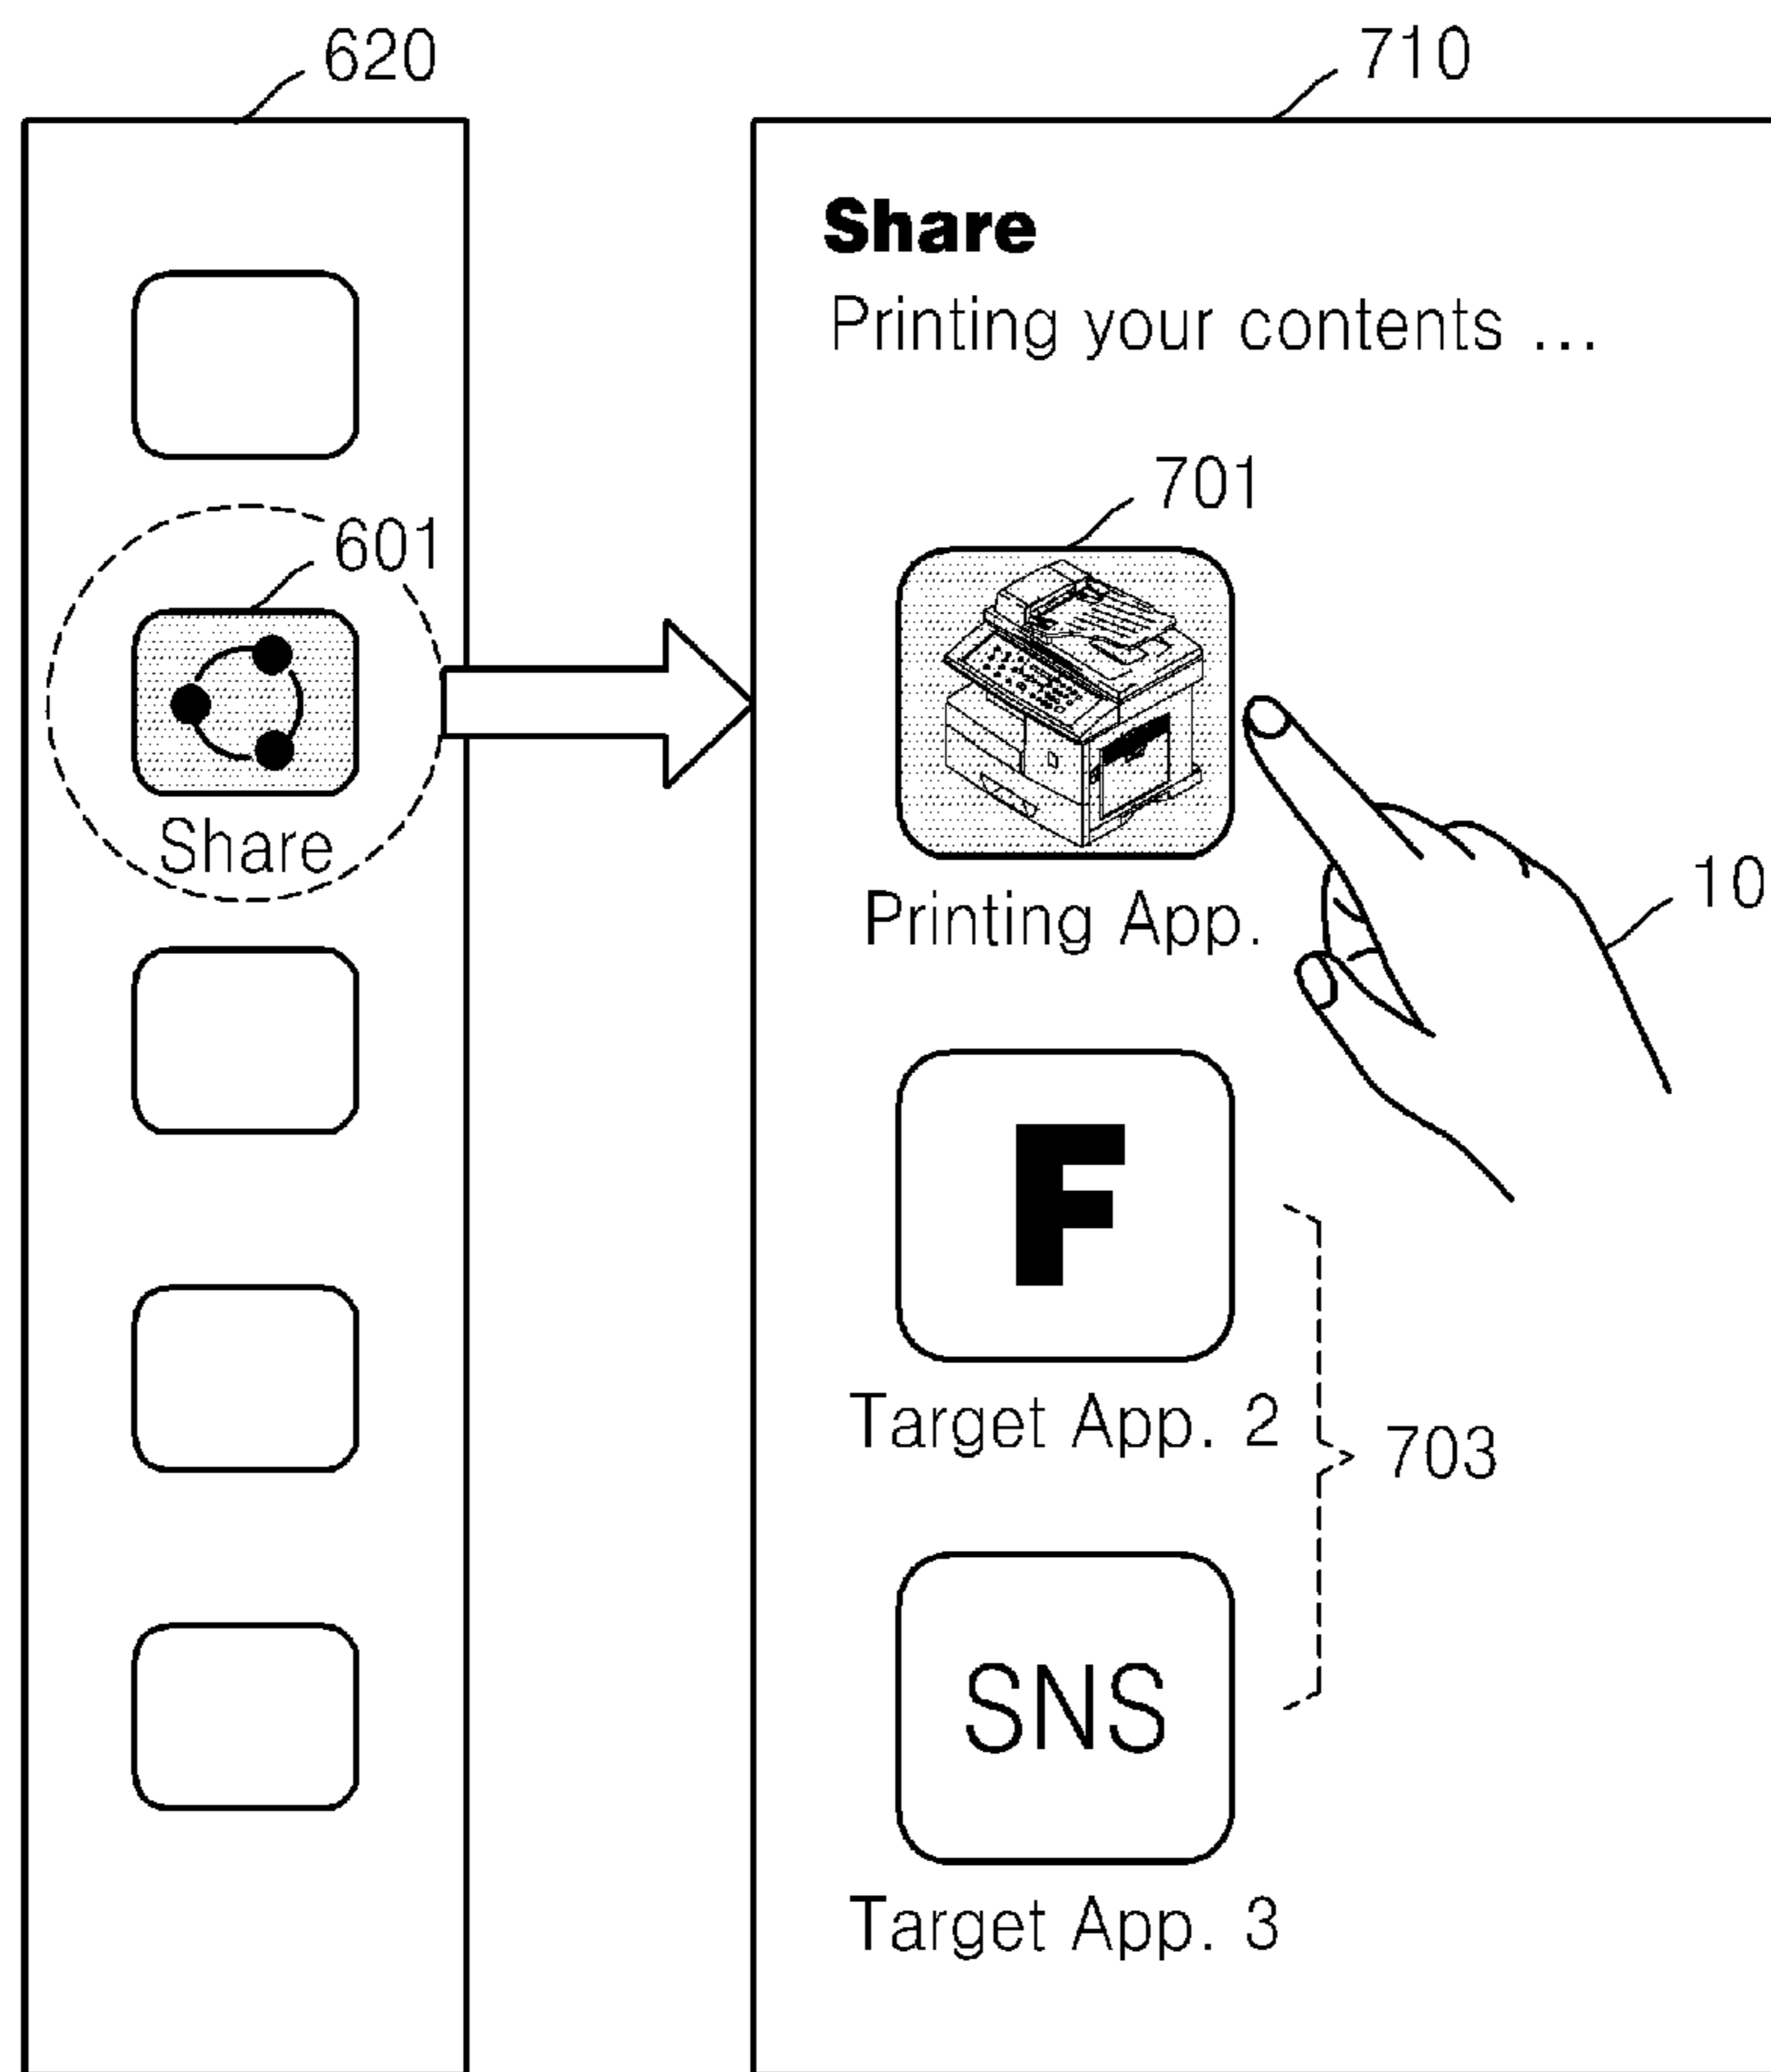 620
710
Share
Printing your contents ...
701
601
Share
Printing App.
10
F
Target App. 2
703
SNS
Target App. 3